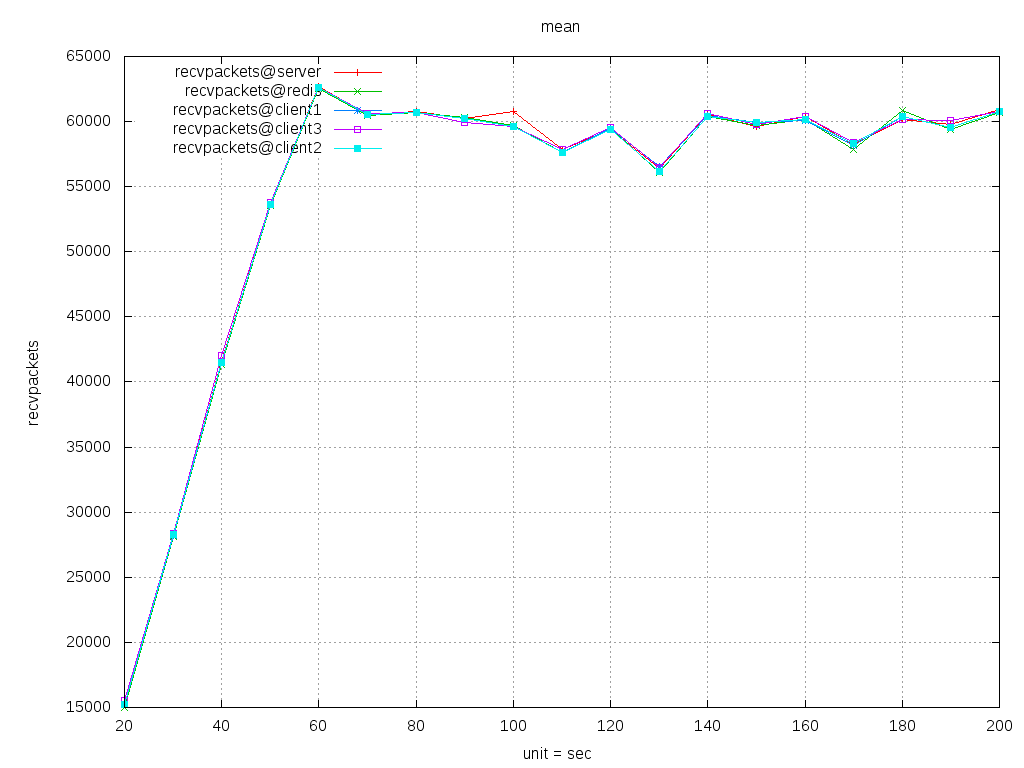 mean
65000
60000
55000
50000
45000
40000
35000
30000
25000
20000
15000
recvpackets@server
recvpackets@redis
recvpackets@client1
recvpackets@client3
recvpackets@client2
recvpackets
20 40 60 80 100 120 140 160 180 200
unit = sec